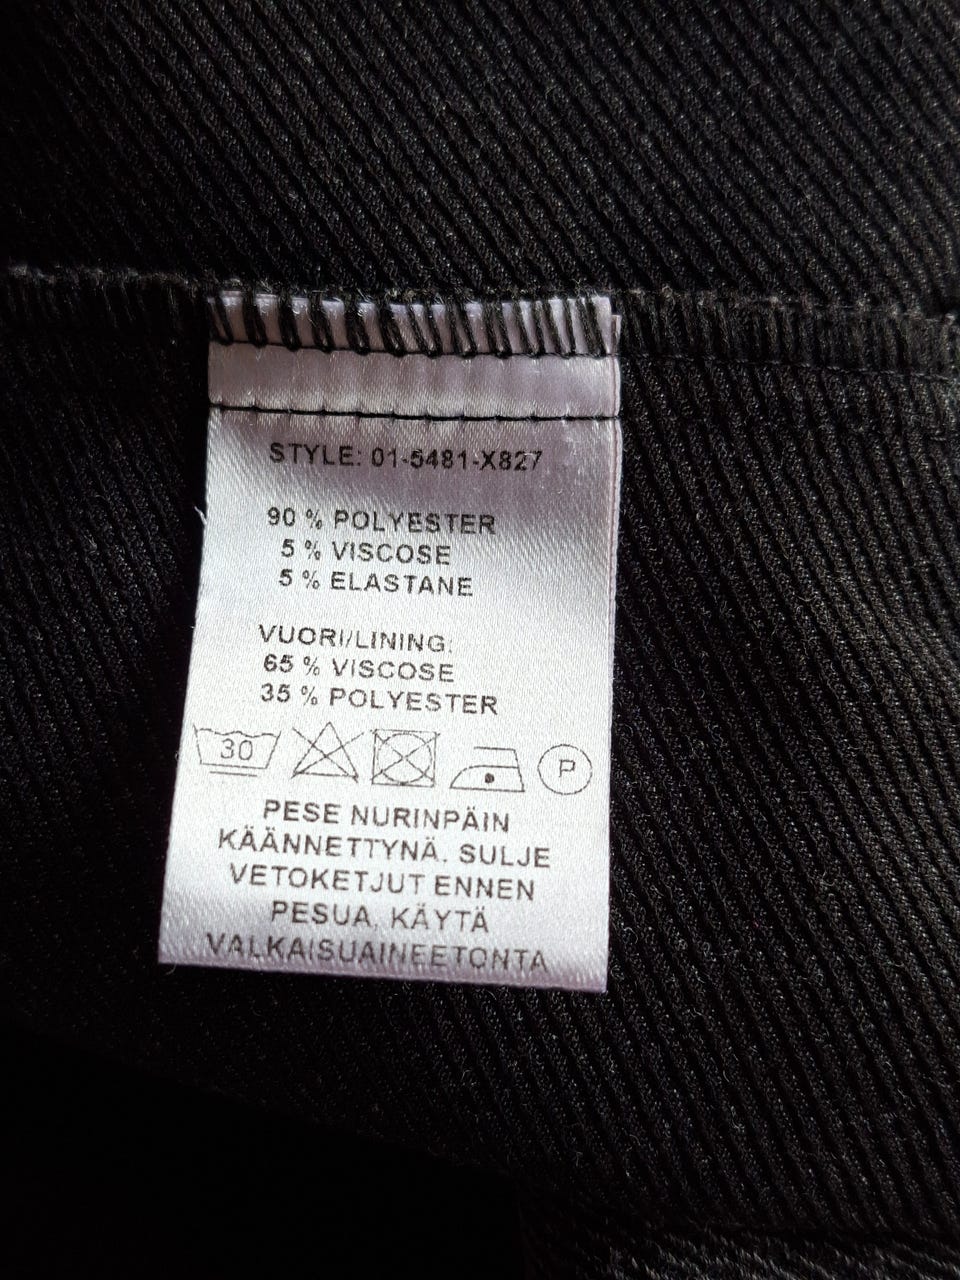 STYLE: 01-5481-X827
90 % POLYESTER
5 % VISCOSE
5 % ELASTANE
VUORI/LINING:
65 % VISCOSE
35 % POLYESTER
30 P
PESE NURINPÄIN
KÄÄNNETTYNÄ. SULJE
VETOKETJUT ENNEN
PESUA, KÄYTÄ
VALKAISUAINEETONTA